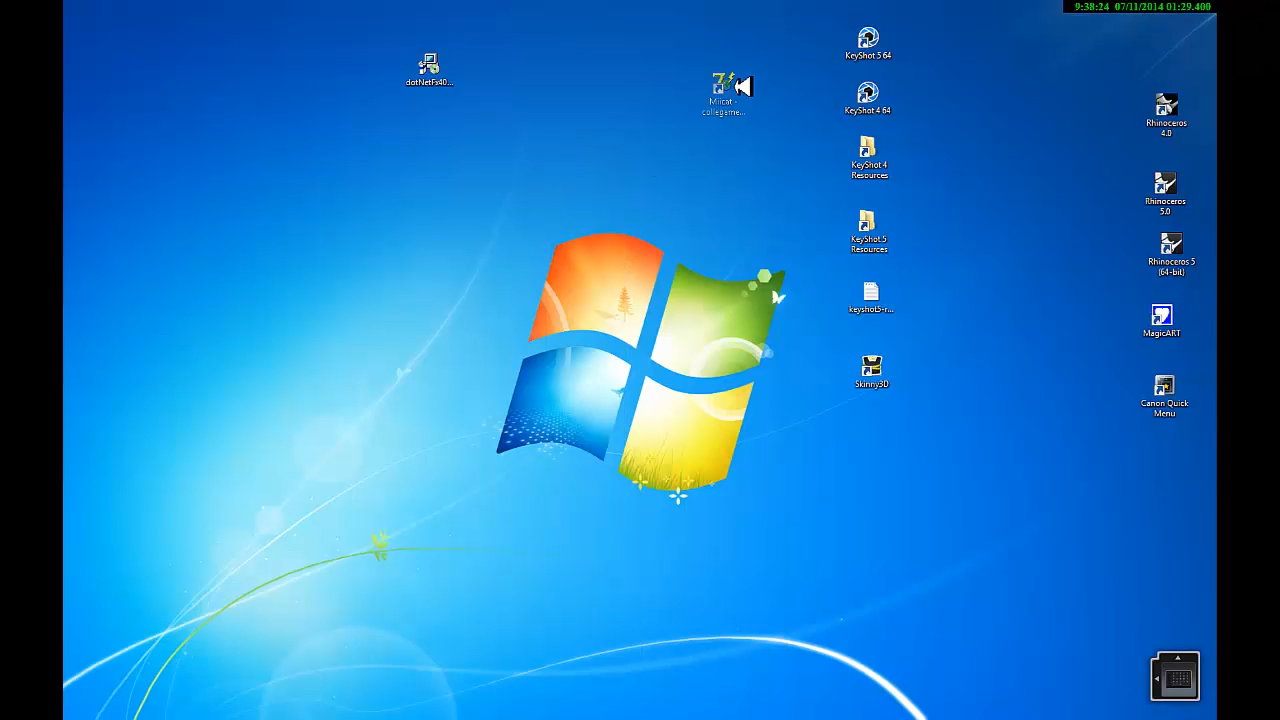 9:38:24 07/11/2014 01:29.400
dotNetFx40...
Miicat -
collegame...
KeyShot 5 64
KeyShot 4 64
KeyShot 4
Resources
KeyShot 5
Resources
keyshot5-r...
Skinny3D
Rhinoceros
4.0
Rhinoceros
5.0
Rhinoceros 5
(64-bit)
MagicART
Canon Quick
Menu